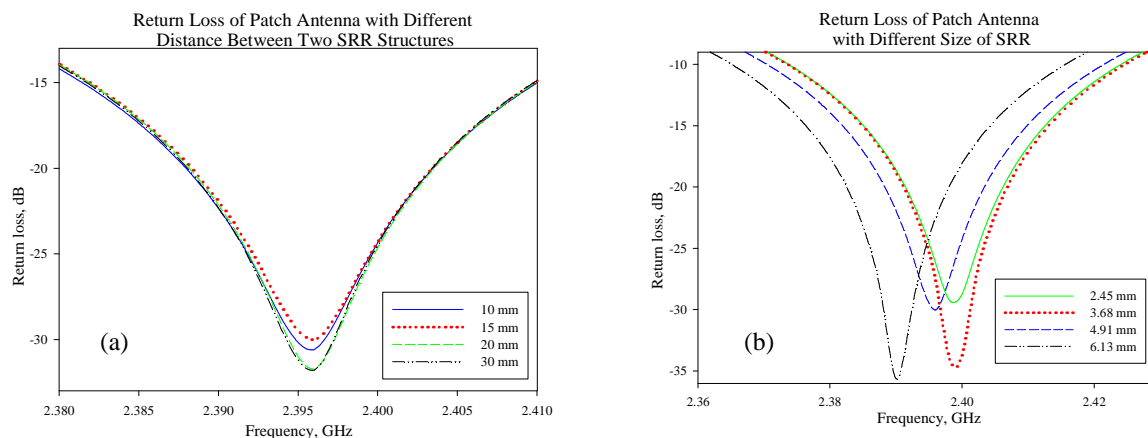 Return Loss of Patch Antenna with Different
Distance Between Two SRR Structures
Return loss, dB
-15
-20
-25
-30
(a)
10 mm
15 mm
20 mm
30 mm
2.380 2.385 2.390 2.395 2.400 2.405 2.410
Frequency, GHz
Return Loss of Patch Antenna
with Different Size of SRR
Return loss, dB
-10
-15
-20
-25
-30
-35
(b)
2.45 mm
3.68 mm
4.91 mm
6.13 mm
2.36 2.38 2.40 2.42
Frequency, GHz